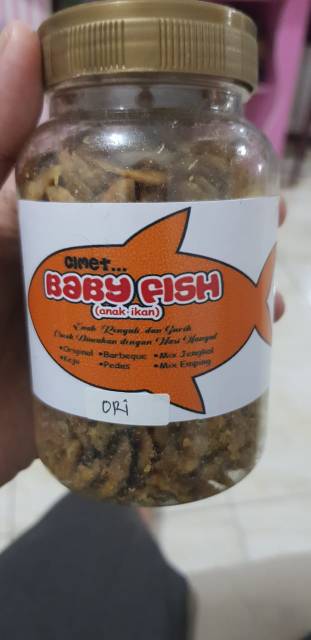 Cimet...
BABY FISH
(anak-ikan)
Enak Renyah dan Gurih
Cocok Dimakan dengan Nasi Hangat
•Original •Barbeque •Mix Jengkol
•Keju •Pedas •Mix Emping
ORI